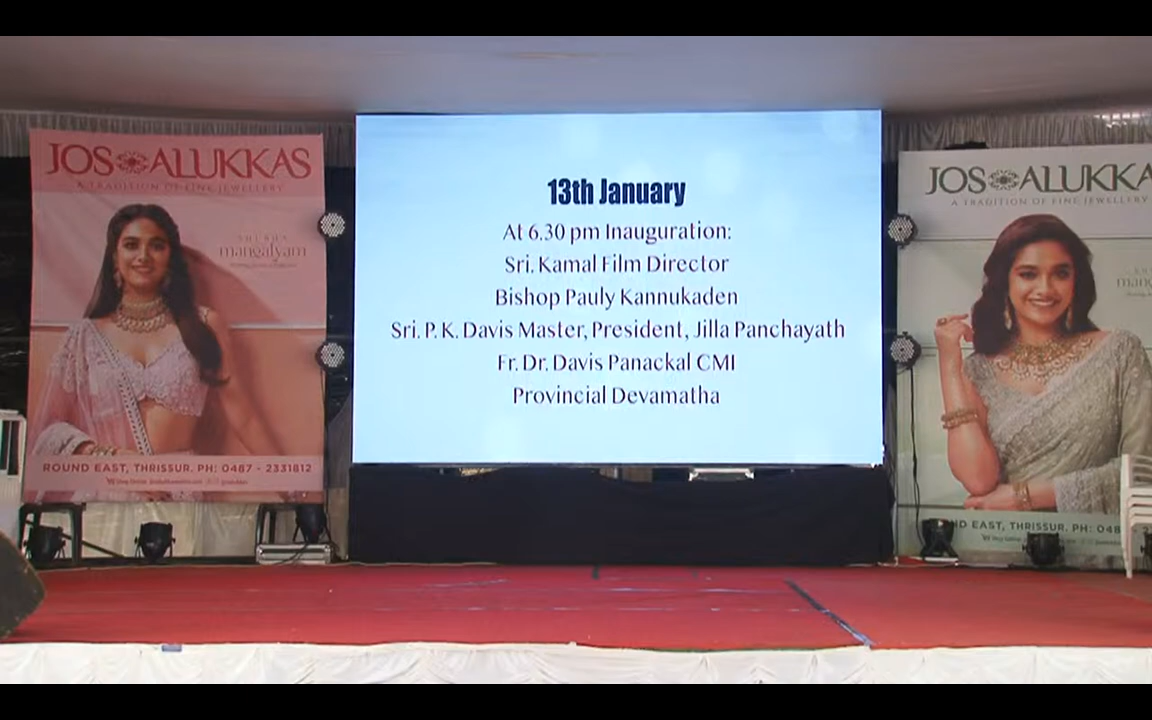 JOS ALUKKAS
A TRADITION OF FINE JEWELLERY
SHUBHA
mangalyam
ROUND EAST, THRISSUR. PH: 0487 - 2331812
13th January
At 6.30 pm Inauguration:
Sri. Kamal Film Director
Bishop Pauly Kannukaden
Sri. P. K. Davis Master, President, Jilla Panchayath
Fr. Dr. Davis Panackal CMI
Provincial Devamatha
JOS ALUKKA
A TRADITION OF FINE JEWELLERY
mang
ND EAST, THRISSUR. PH: 048